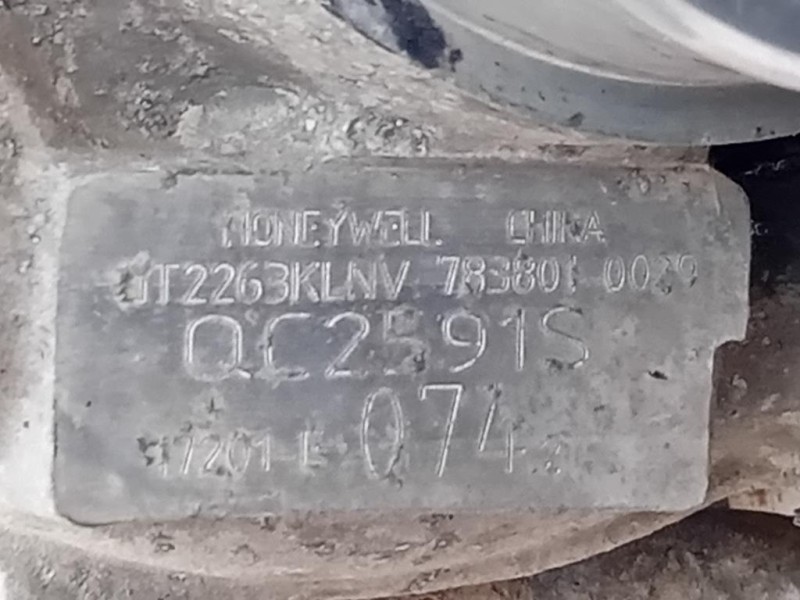 HONEYWELL CHINA
GT2263KLNV 783801 0029
QC2591S
074
17201-E